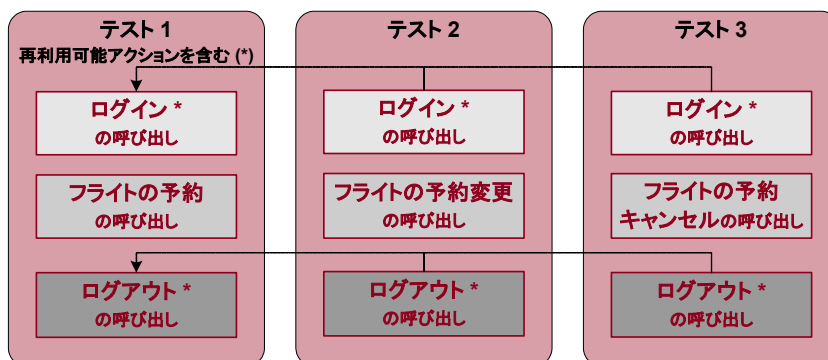 テスト 1
再利用可能アクションを含む (*)
ログイン *
の呼び出し
フライトの予約
の呼び出し
ログアウト *
の呼び出し
テスト 2
ログイン *
の呼び出し
フライトの予約変更
の呼び出し
ログアウト *
の呼び出し
テスト 3
ログイン *
の呼び出し
フライトの予約
キャンセルの呼び出し
ログアウト *
の呼び出し